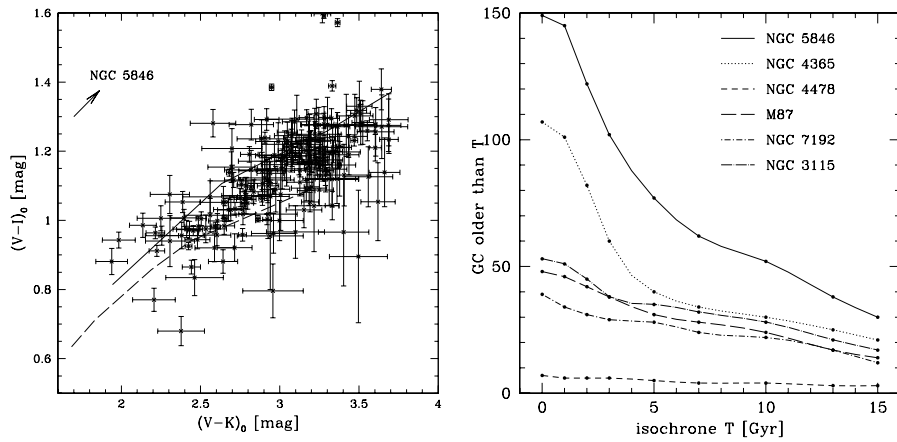 1.6
1.4
1.2
1
0.8
0.6
(V-I)₀ [mag]
NGC 5846
2
2.5
3
3.5
4
(V-K)₀ [mag]
150
100
50
0
GC older than T
NGC 5846
NGC 4365
NGC 4478
M87
NGC 7192
NGC 3115
0
5
10
15
isochrone T [Gyr]